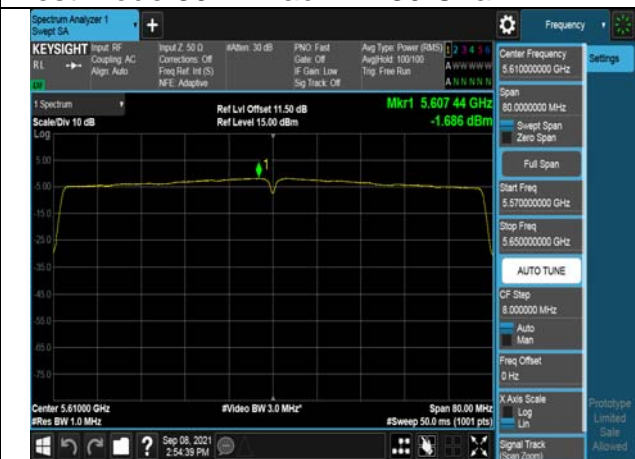 Spectrum Analyzer 1
Swept SA
+
Frequency
KEYSIGHT
Input: RF
Coupling: AC
Align: Auto
Input Z: 50 Ω
Corrections: Off
Freq Ref: Int (S)
NFE: Adaptive
#Atten: 30 dB
PNO: Fast
Gate: Off
IF Gain: Low
Sig Track: Off
Avg Type: Power (RMS)
Avg|Hold: 100/100
Trig: Free Run
1 2 3 4 5 6
A W W W W W
A N N N N N
RL
1 Spectrum
Scale/Div 10 dB
Log
Ref Lvl Offset 11.50 dB
Ref Level 15.00 dBm
Mkr1 5.607 44 GHz
-1.686 dBm
1
5.00
-5.00
-15.0
-25.0
-35.0
-45.0
-55.0
-65.0
-75.0
Center 5.61000 GHz
#Res BW 1.0 MHz
#Video BW 3.0 MHz*
Span 80.00 MHz
#Sweep 50.0 ms (1001 pts)
Center Frequency
5.610000000 GHz
Settings
Span
80.0000000 MHz
Swept Span
Zero Span
Full Span
Start Freq
5.570000000 GHz
Stop Freq
5.650000000 GHz
AUTO TUNE
CF Step
8.000000 MHz
Auto
Man
Freq Offset
0 Hz
X Axis Scale
Log
Lin
Signal Track
(Span Zoom)
Prototype
Limited
Sale
Allowed
?
Sep 08, 2021
2:54:39 PM